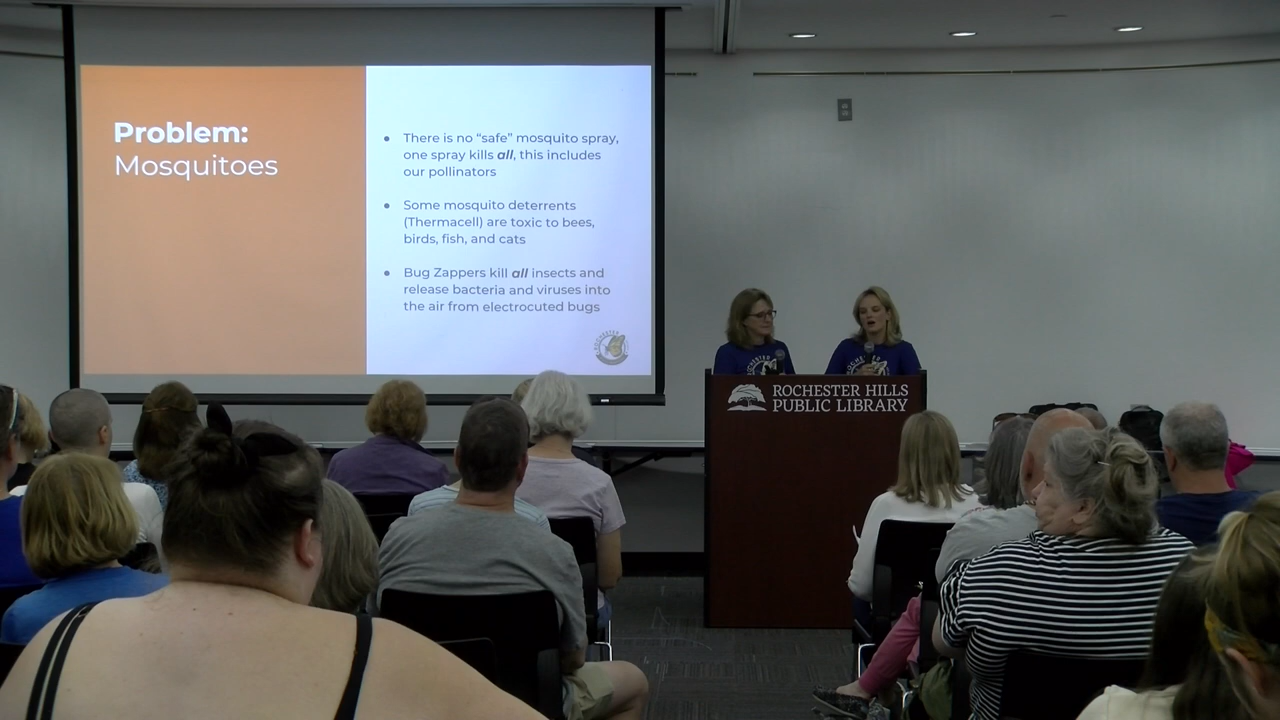 Problem:
Mosquitoes
There is no “safe” mosquito spray,
one spray kills all, this includes
our pollinators
Some mosquito deterrents
(Thermacell) are toxic to bees,
birds, fish, and cats
Bug Zappers kill all insects and
release bacteria and viruses into
the air from electrocuted bugs
ROCHESTER
ROCHESTER HILLS
PUBLIC LIBRARY